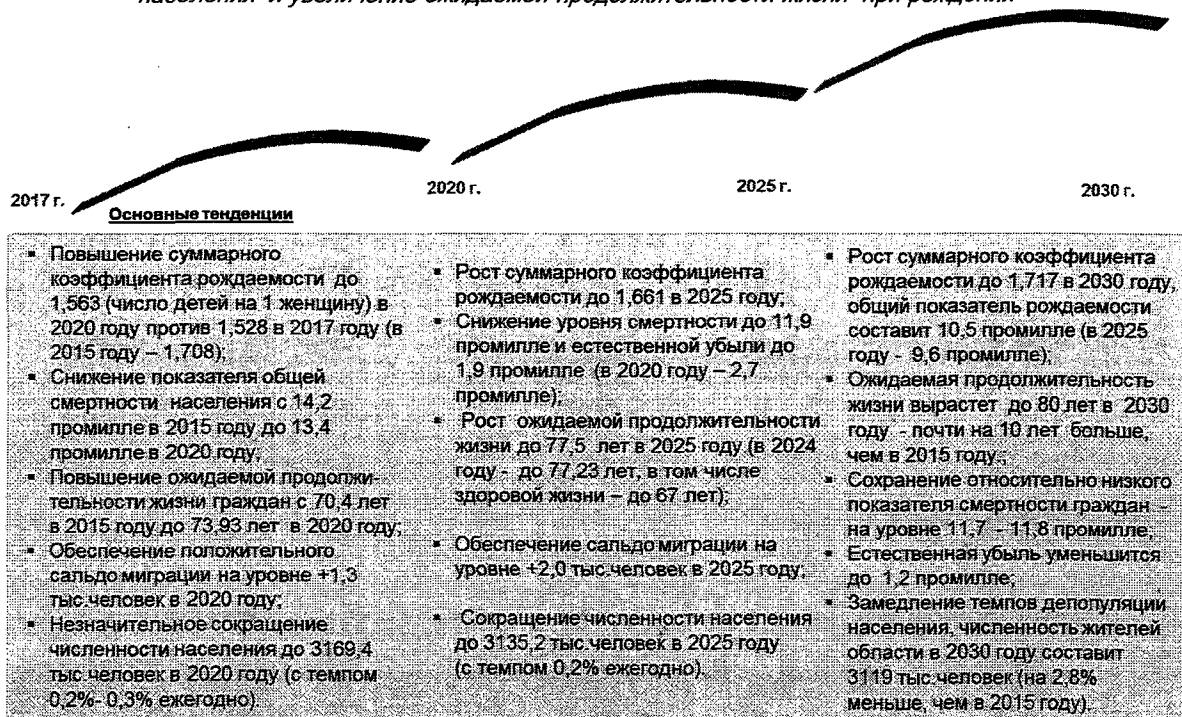 населения и увеличение ожидаемой продолжительности жизни при рождении
2017 г.
2020 г.
2025 г.
2030 г.
Основные тенденции
▪ Повышение суммарного
коэффициента рождаемости до
1,563 (число детей на 1 женщину) в
2020 году против 1,528 в 2017 году (в
2015 году – 1,708);
▪ Снижение показателя общей
смертности населения с 14,2
промилле в 2015 году до 13,4
промилле в 2020 году;
▪ Повышение ожидаемой продолжи-
тельности жизни граждан с 70,4 лет
в 2015 году до 73,93 лет в 2020 году;
▪ Обеспечение положительного
сальдо миграции на уровне +1,3
тыс.человек в 2020 году;
▪ Незначительное сокращение
численности населения до 3169,4
тыс.человек в 2020 году (с темпом
0,2%- 0,3% ежегодно).
▪ Рост суммарного коэффициента
рождаемости до 1,661 в 2025 году;
▪ Снижение уровня смертности до 11,9
промилле и естественной убыли до
1,9 промилле (в 2020 году – 2,7
промилле);
▪ Рост ожидаемой продолжительности
жизни до 77,5 лет в 2025 году (в 2024
году - до 77,23 лет, в том числе
здоровой жизни – до 67 лет);
▪ Обеспечение сальдо миграции на
уровне +2,0 тыс.человек в 2025 году;
▪ Сокращение численности населения
до 3135,2 тыс.человек в 2025 году
(с темпом 0,2% ежегодно).
▪ Рост суммарного коэффициента
рождаемости до 1,717 в 2030 году,
общий показатель рождаемости
составит 10,5 промилле (в 2025
году - 9,6 промилле);
▪ Ожидаемая продолжительность
жизни вырастет до 80 лет в 2030
году - почти на 10 лет больше,
чем в 2015 году.;
▪ Сохранение относительно низкого
показателя смертности граждан –
на уровне 11,7 – 11,8 промилле;
▪ Естественная убыль уменьшится
до 1,2 промилле;
▪ Замедление темпов депопуляции
населения, численность жителей
области в 2030 году составит
3119 тыс.человек (на 2,8%
меньше, чем в 2015 году).